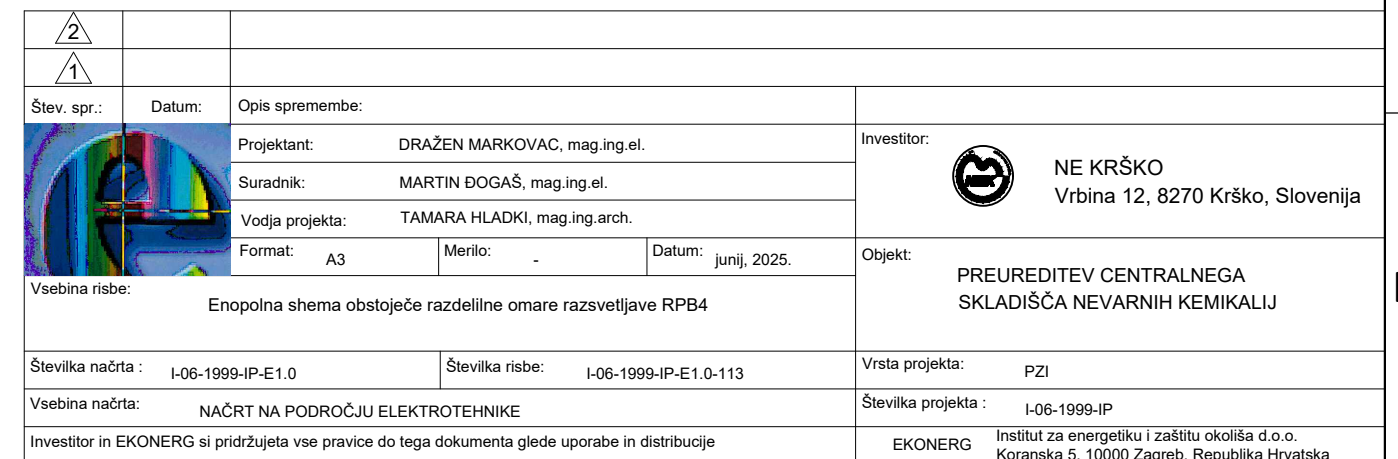 2
1
Štev. spr.: Datum: Opis spremembe:
Projektant: DRAŽEN MARKOVAC, mag.ing.el.
Suradnik: MARTIN ĐOGAŠ, mag.ing.el.
Vodja projekta: TAMARA HLADKI, mag.ing.arch.
Format: A3 Merilo: - Datum: junij, 2025.
Investitor:
NEK
NE KRŠKO
Vrbina 12, 8270 Krško, Slovenija
Objekt:
PREUREDITEV CENTRALNEGA
SKLADIŠČA NEVARNIH KEMIKALIJ
Vsebina risbe:
Enopolna shema obstoječe razdelilne omare razsvetljave RPB4
Številka načrta : I-06-1999-IP-E1.0 Številka risbe: I-06-1999-IP-E1.0-113
Vrsta projekta: PZI
Vsebina načrta: NAČRT NA PODROČJU ELEKTROTEHNIKE
Številka projekta : I-06-1999-IP
Investitor in EKONERG si pridržujeta vse pravice do tega dokumenta glede uporabe in distribucije
EKONERG Institut za energetiku i zaštitu okoliša d.o.o.
Koranska 5, 10000 Zagreb, Republika Hrvatska